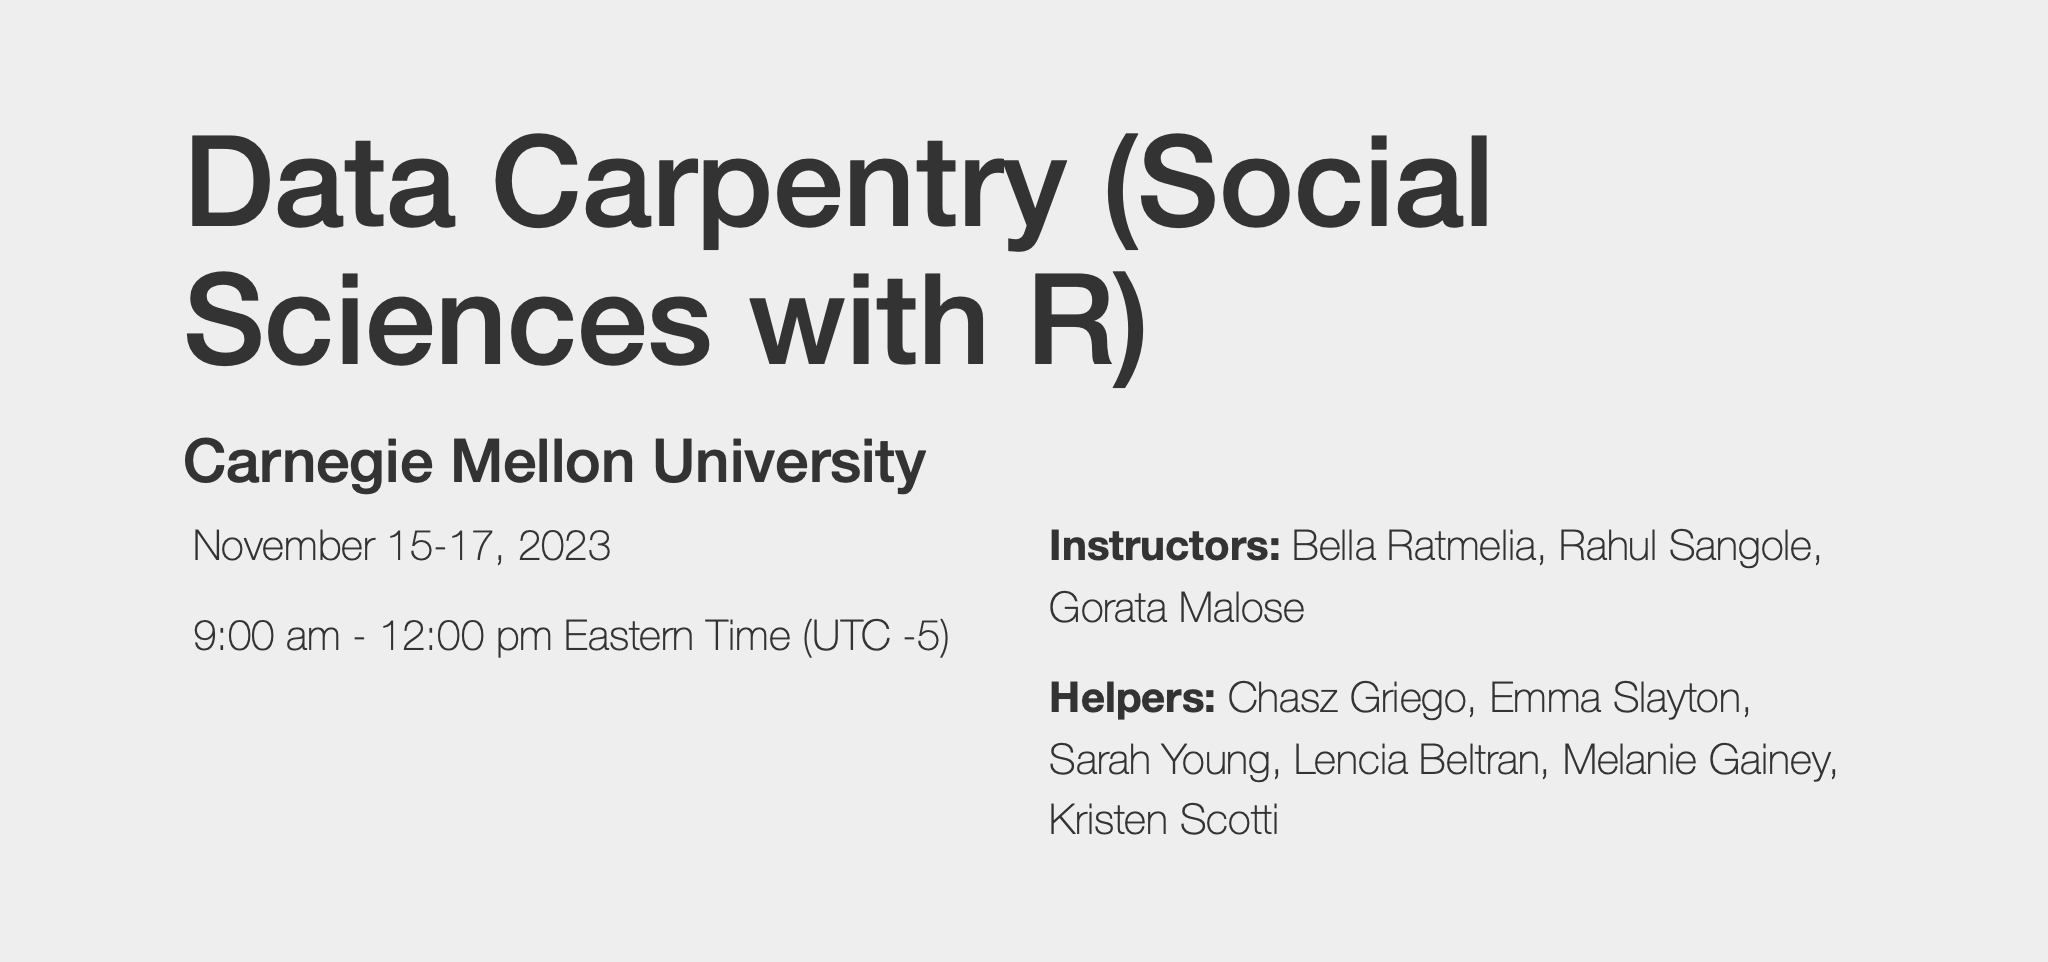 Data Carpentry (Social
Sciences with R)
Carnegie Mellon University
November 15-17, 2023
9:00 am - 12:00 pm Eastern Time (UTC -5)
Instructors: Bella Ratmelia, Rahul Sangole,
Gorata Malose
Helpers: Chasz Griego, Emma Slayton,
Sarah Young, Lencia Beltran, Melanie Gainey,
Kristen Scotti